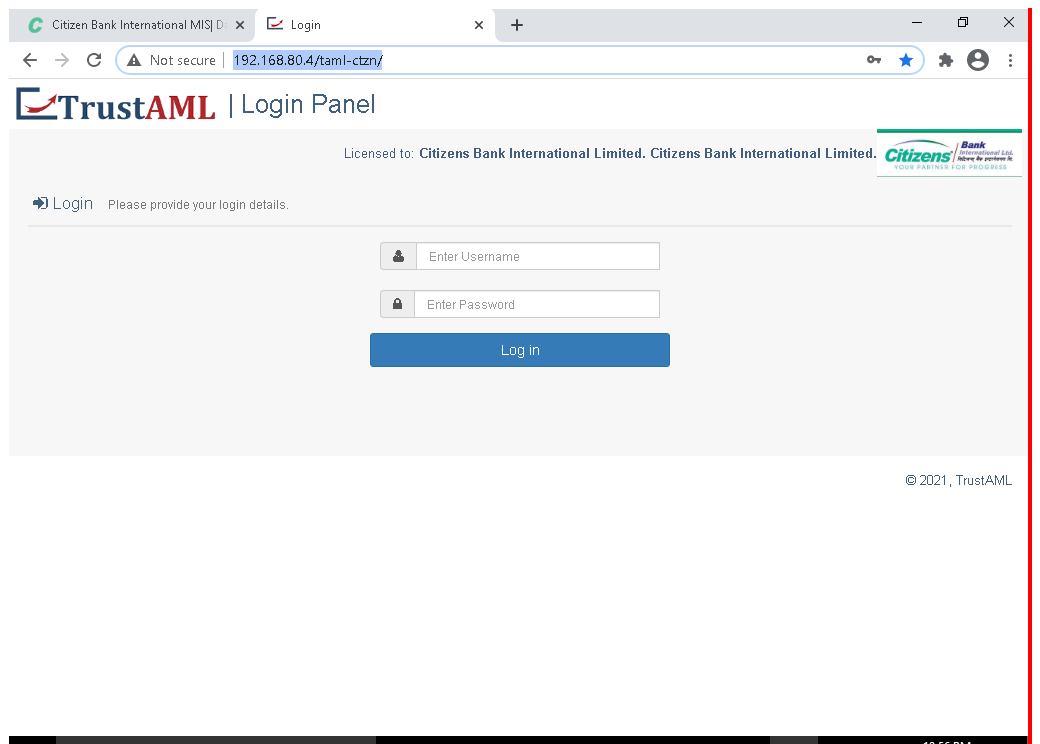 Citizen Bank International MIS| D
Login
Not secure | 192.168.80.4/taml-ctzn/
TrustAML | Login Panel
Licensed to: Citizens Bank International Limited. Citizens Bank International Limited.
Citizens Bank International Ltd.
YOUR PARTNER FOR PROGRESS
Login Please provide your login details.
Enter Username
Enter Password
Log in
© 2021, TrustAML